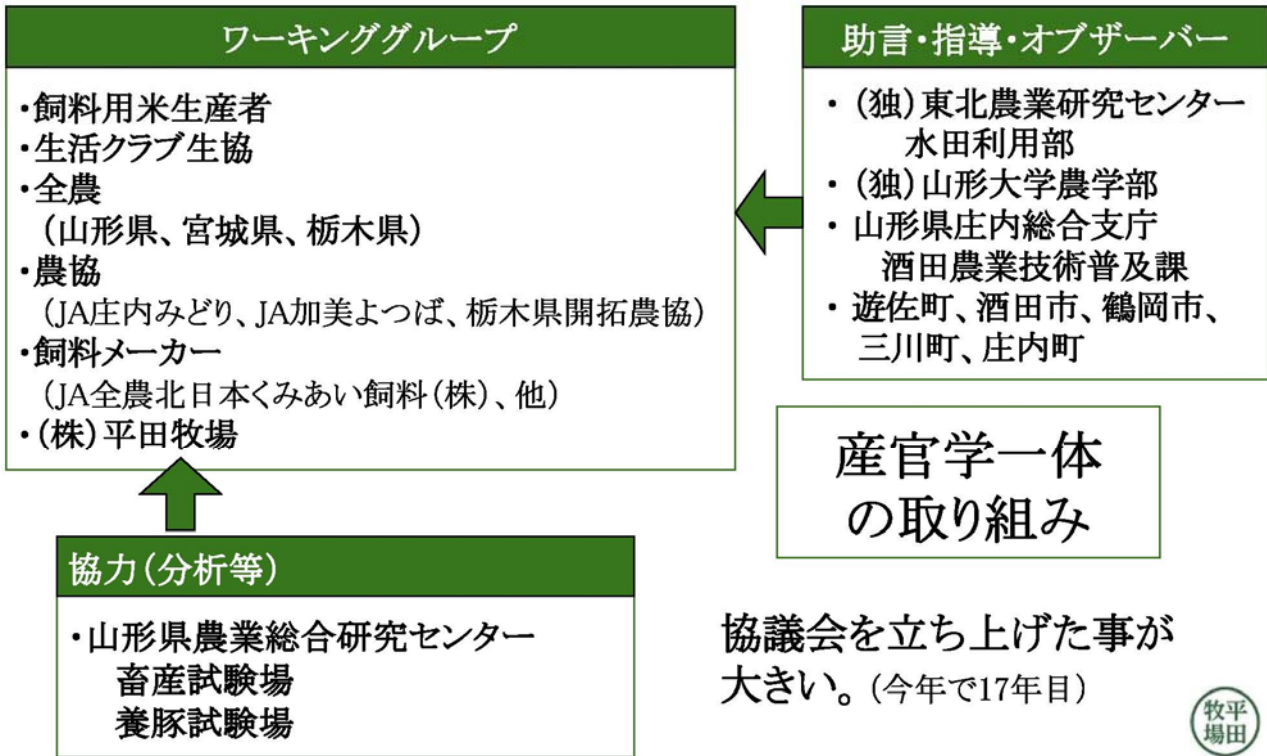 ワーキンググループ
・飼料用米生産者
・生活クラブ生協
・全農
（山形県、宮城県、栃木県）
・農協
（JA庄内みどり、JA加美よつば、栃木県開拓農協）
・飼料メーカー
（JA全農北日本くみあい飼料（株）、他）
・（株）平田牧場
助言・指導・オブザーバー
・（独）東北農業研究センター
水田利用部
・（独）山形大学農学部
・山形県庄内総合支庁
酒田農業技術普及課
・遊佐町、酒田市、鶴岡市、
三川町、庄内町
産官学一体
の取り組み
協力（分析等）
・山形県農業総合研究センター
畜産試験場
養豚試験場
協議会を立ち上げた事が
大きい。（今年で17年目）
平田
牧場